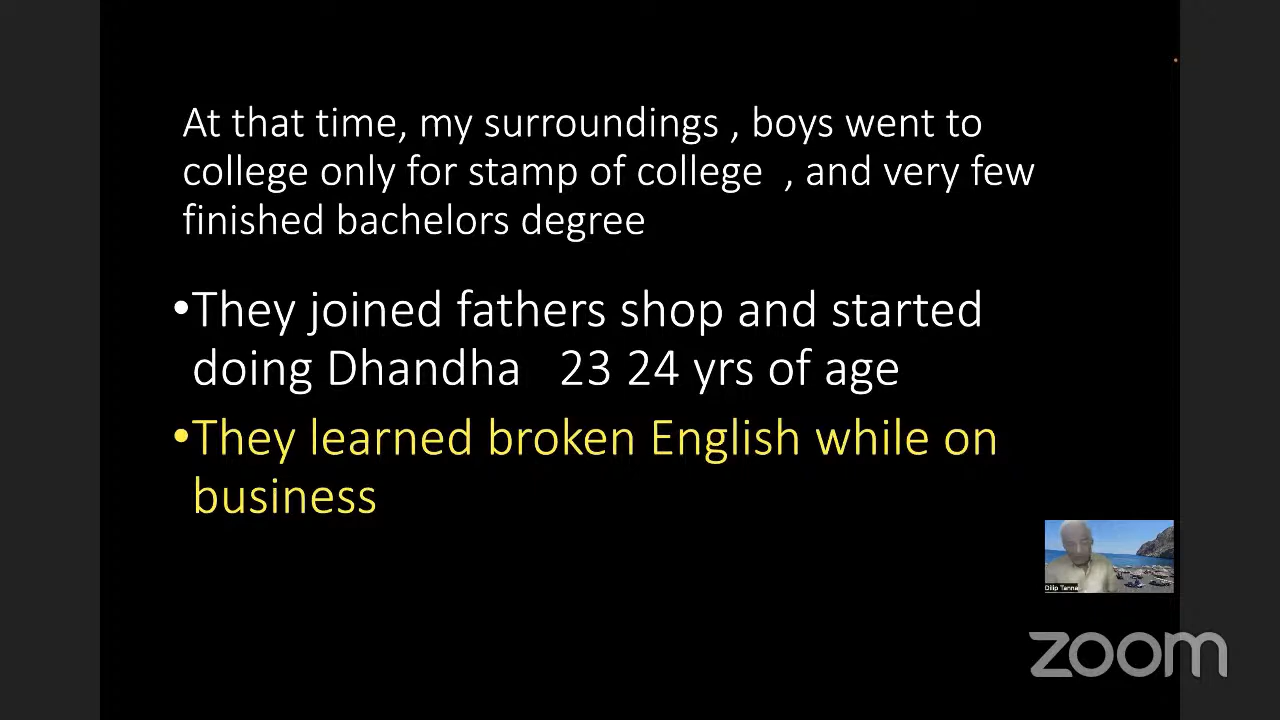 At that time, my surroundings , boys went to
college only for stamp of college , and very few
finished bachelors degree
•They joined fathers shop and started
doing Dhandha 23 24 yrs of age
•They learned broken English while on
business
Dilip Tanna
zoom